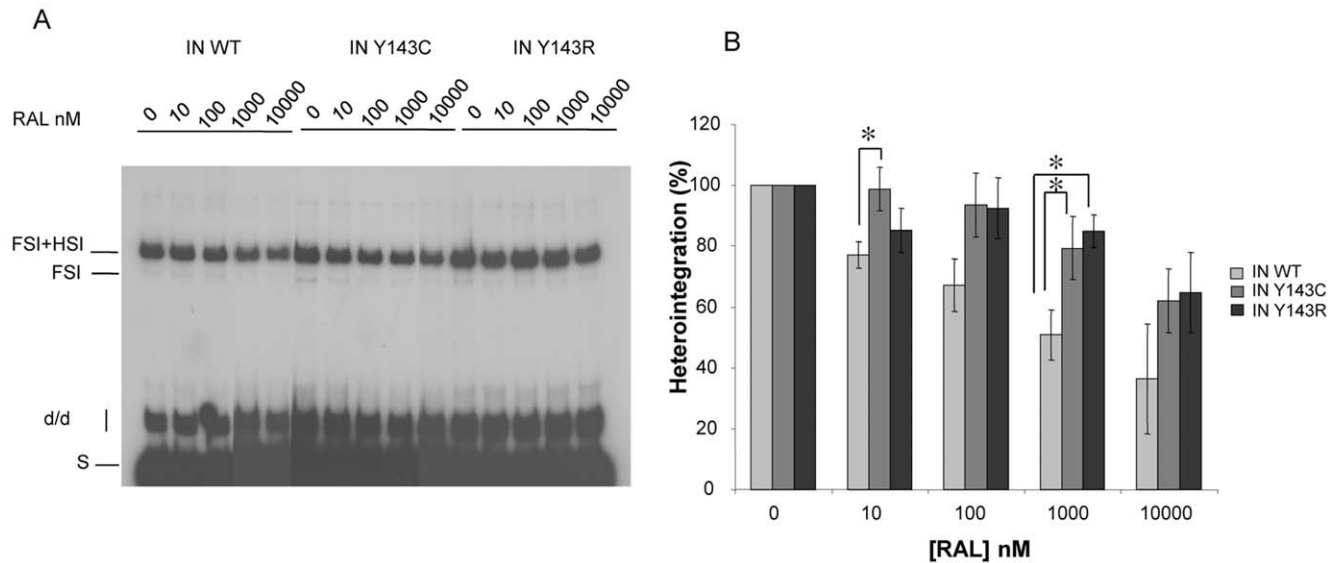 A
IN WT IN Y143C IN Y143R
RAL nM 0 10 100 1000 10000 0 10 100 1000 10000 0 10 100 1000 10000
FSI+HSI
FSI
d/d
S
B
Heterointegration (%)
120
100
80
60
40
20
0
* * *
0 10 100 1000 10000
[RAL] nM
IN WT
IN Y143C
IN Y143R